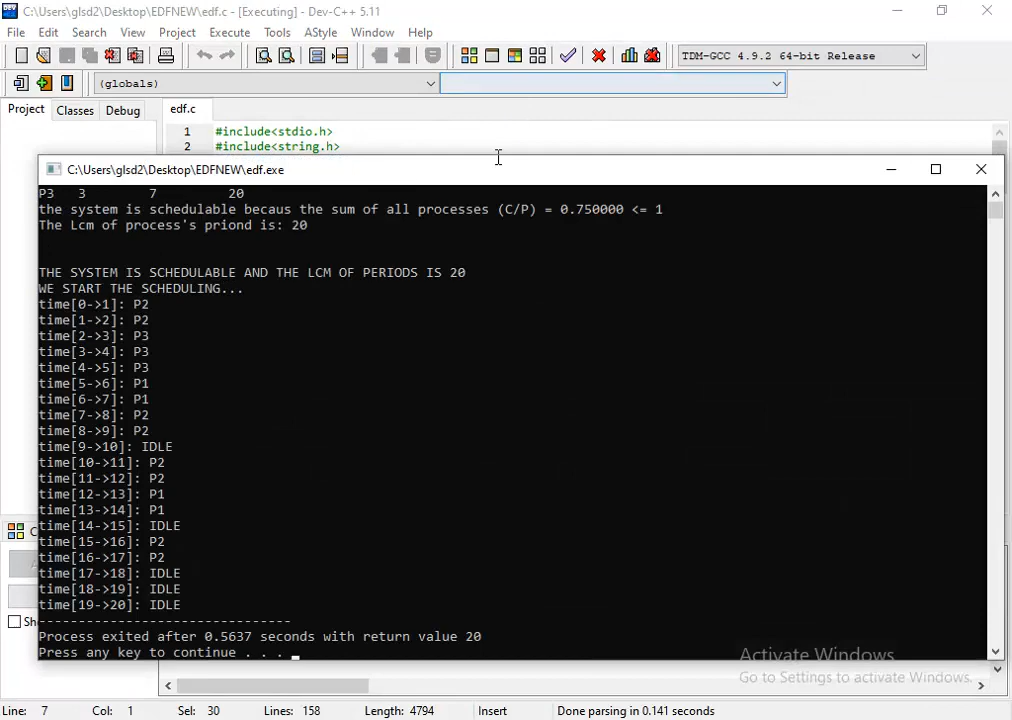 C:\Users\glsd2\Desktop\EDFNEW\edf.c - [Executing] - Dev-C++ 5.11
File Edit Search View Project Execute Tools AStyle Window Help
TDM-GCC 4.9.2 64-bit Release
(globals)
Project Classes Debug edf.c
1 #include<stdio.h>
2 #include<string.h>
C:\Users\glsd2\Desktop\EDFNEW\edf.exe
P3 3 7 20
the system is schedulable becaus the sum of all processes (C/P) = 0.750000 <= 1
The Lcm of process's priond is: 20
THE SYSTEM IS SCHEDULABLE AND THE LCM OF PERIODS IS 20
WE START THE SCHEDULING...
time[0->1]: P2
time[1->2]: P2
time[2->3]: P3
time[3->4]: P3
time[4->5]: P3
time[5->6]: P1
time[6->7]: P1
time[7->8]: P2
time[8->9]: P2
time[9->10]: IDLE
time[10->11]: P2
time[11->12]: P2
time[12->13]: P1
time[13->14]: P1
time[14->15]: IDLE
time[15->16]: P2
time[16->17]: P2
time[17->18]: IDLE
time[18->19]: IDLE
time[19->20]: IDLE
--------------------------------
Process exited after 0.5637 seconds with return value 20
Press any key to continue . . .
Activate Windows
Go to Settings to activate Windows.
Line: 7 Col: 1 Sel: 30 Lines: 158 Length: 4794 Insert Done parsing in 0.141 seconds